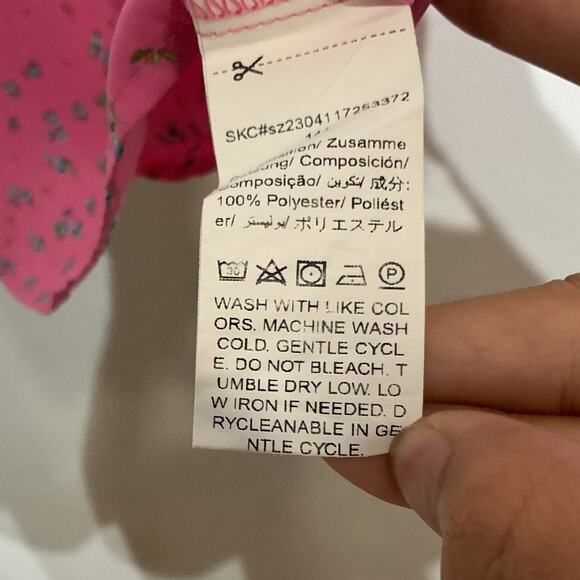 SKC#sz2304117253372
Zusamme
Composición/
تكوين/ 成分:
100% Polyester/ Poliést
er/ بوليستر/ ポリエステル
30
P
WASH WITH LIKE COL
ORS. MACHINE WASH
COLD. GENTLE CYCL
E. DO NOT BLEACH. T
UMBLE DRY LOW. LO
W IRON IF NEEDED. D
RYCLEANABLE IN GE
NTLE CYCLE.